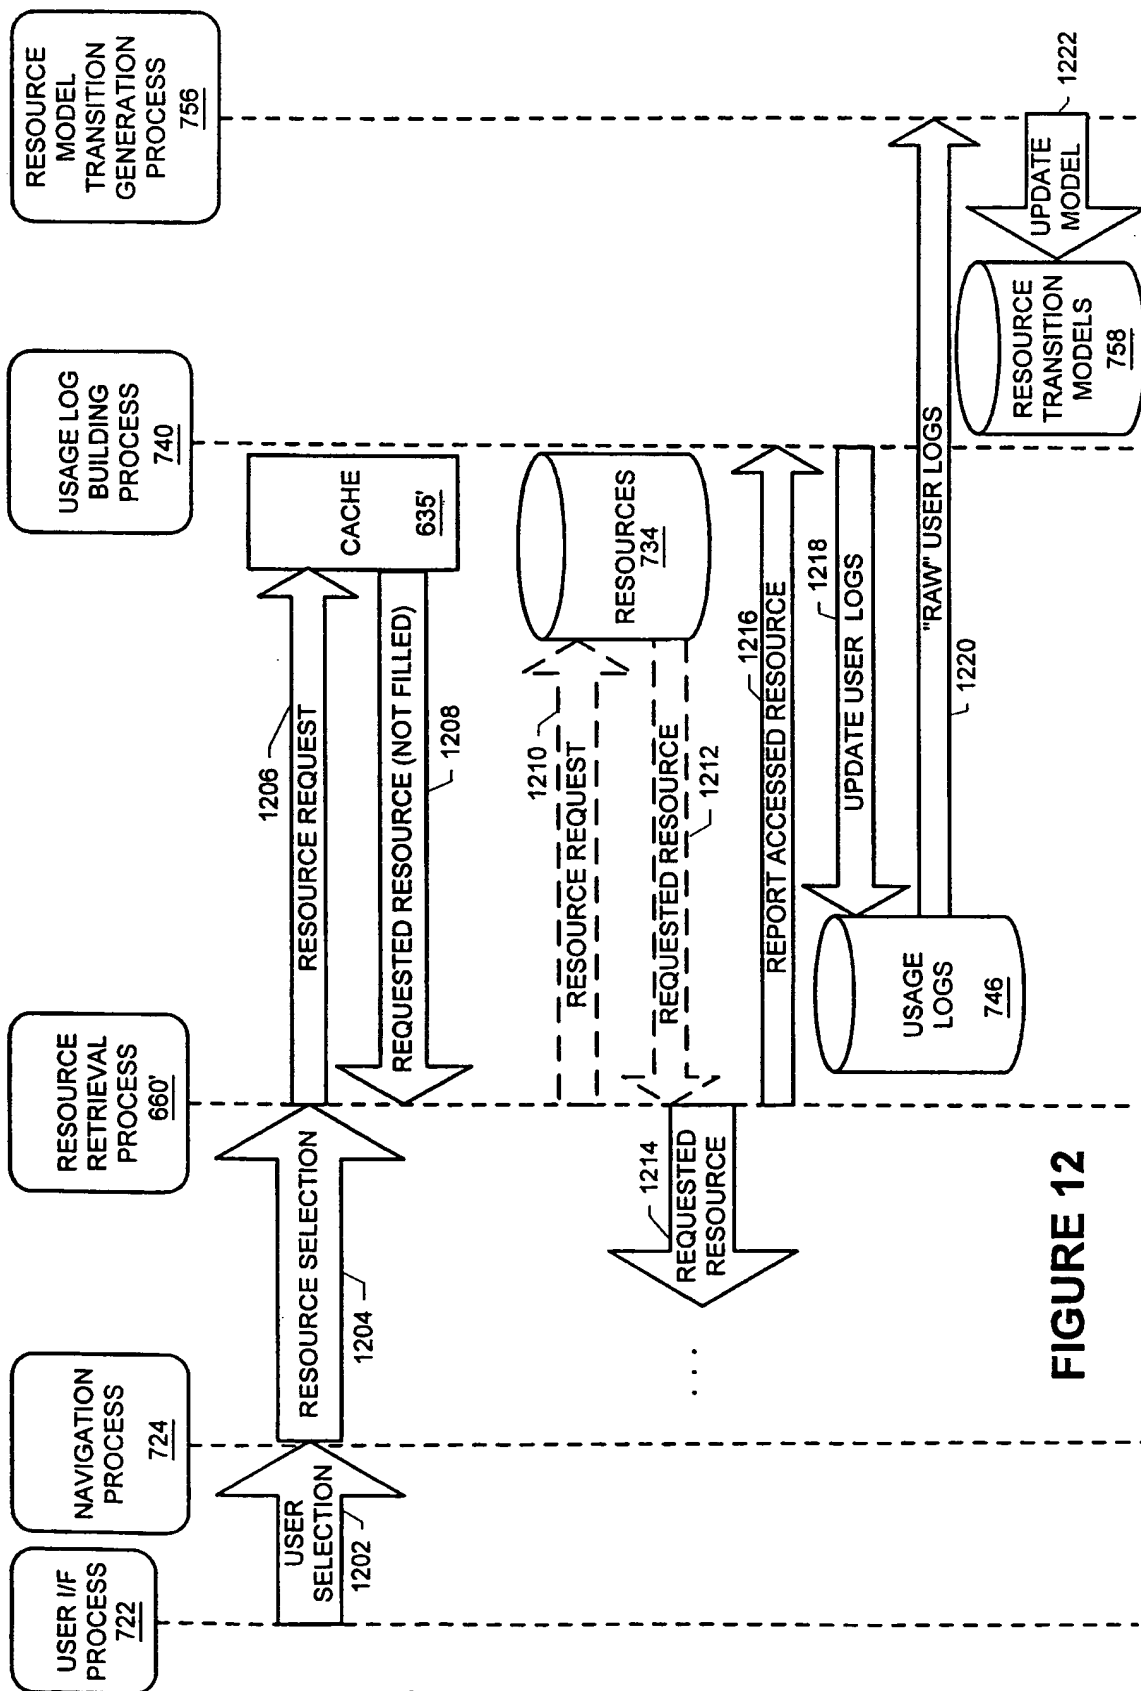 USER I/F
PROCESS
722
NAVIGATION
PROCESS
724
RESOURCE
RETRIEVAL
PROCESS
660'
USAGE LOG
BUILDING
PROCESS
740
RESOURCE
MODEL
TRANSITION
GENERATION
PROCESS
756
USER
SELECTION
1202
RESOURCE SELECTION
1204
1206
RESOURCE REQUEST
CACHE
635'
REQUESTED RESOURCE (NOT FILLED)
1208
1210
RESOURCE REQUEST
RESOURCES
734
REQUESTED RESOURCE
1212
1214
REQUESTED
RESOURCE
. . .
1216
REPORT ACCESSED RESOURCE
1218
UPDATE USER LOGS
USAGE
LOGS
746
"RAW" USER LOGS
1220
1222
UPDATE
MODEL
RESOURCE
TRANSITION
MODELS
758
FIGURE 12